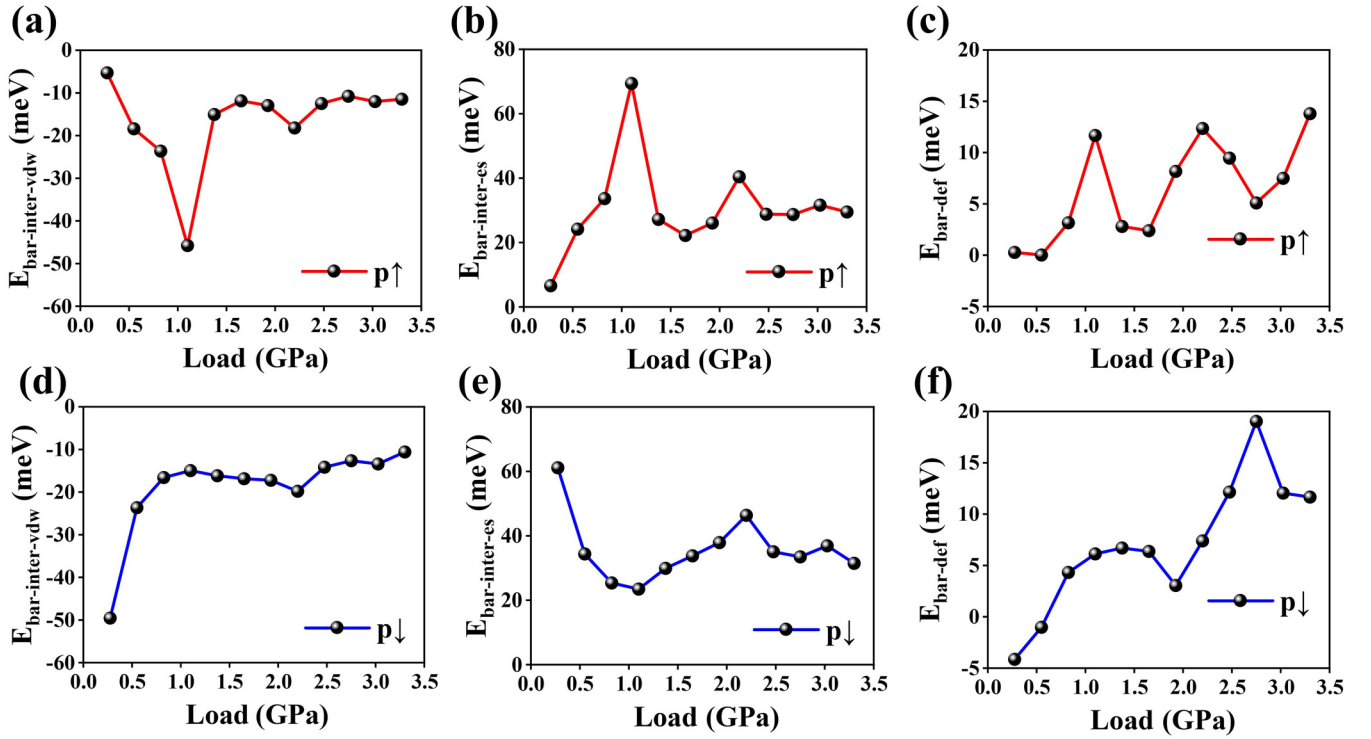 (a)
E_bar-inter-vdw (meV)
0
-10
-20
-30
-40
-50
-60
p↑
0.0 0.5 1.0 1.5 2.0 2.5 3.0 3.5
Load (GPa)
(b)
E_bar-inter-es (meV)
80
60
40
20
0
p↑
0.0 0.5 1.0 1.5 2.0 2.5 3.0 3.5
Load (GPa)
(c)
E_bar-def (meV)
20
15
10
5
0
-5
p↑
0.0 0.5 1.0 1.5 2.0 2.5 3.0 3.5
Load (GPa)
(d)
E_bar-inter-vdw (meV)
0
-10
-20
-30
-40
-50
-60
p↓
0.0 0.5 1.0 1.5 2.0 2.5 3.0 3.5
Load (GPa)
(e)
E_bar-inter-es (meV)
80
60
40
20
0
p↓
0.0 0.5 1.0 1.5 2.0 2.5 3.0 3.5
Load (GPa)
(f)
E_bar-def (meV)
20
15
10
5
0
-5
p↓
0.0 0.5 1.0 1.5 2.0 2.5 3.0 3.5
Load (GPa)